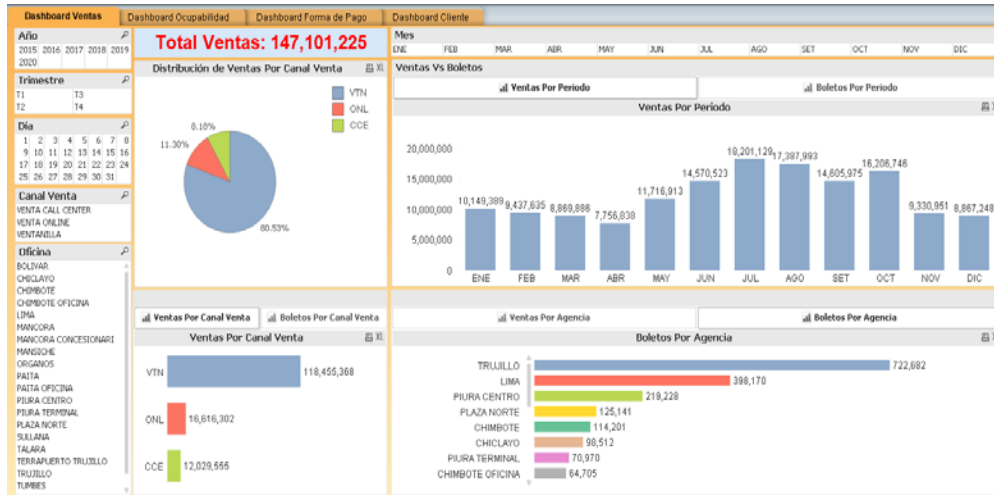 Dashboard Ventas Dashboard Ocupabilidad Dashboard Forma de Pago Dashboard Cliente
Año
2015 2016 2017 2018 2019
2020
Trimestre
T1 T3
T2 T4
Día
1 2 3 4 5 6 7 8
9 10 11 12 13 14 15 16
17 18 19 20 21 22 23 24
25 26 27 28 29 30 31
Canal Venta
VENTA CALL CENTER
VENTA ONLINE
VENTANILLA
Oficina
BOLIVAR
CHICLAYO
CHIMBOTE
CHIMBOTE OFICINA
LIMA
MANCORA
MANCORA CONCESIONARI
MANSICHE
ORGANOS
PAITA
PAITA OFICINA
PIURA CENTRO
PIURA TERMINAL
PLAZA NORTE
SULLANA
TALARA
TERRAPUERTO TRUJILLO
TRUJILLO
TUMBES
Total Ventas: 147,101,225
Distribución de Ventas Por Canal Venta XL
VTN
ONL
CCE
8.18%
11.30%
80.53%
Mes
ENE FEB MAR ABR MAY JUN JUL AGO SET OCT NOV DIC
Ventas Vs Boletos
Ventas Por Periodo Boletos Por Periodo
Ventas Por Periodo
20,000,000
15,000,000
10,000,000
5,000,000
0
10,149,389 9,437,635 8,869,886 7,756,838 11,716,913 14,570,523 18,201,129 17,387,993 14,605,975 16,206,746 9,330,951 8,867,248
ENE FEB MAR ABR MAY JUN JUL AGO SET OCT NOV DIC
Ventas Por Canal Venta Boletos Por Canal Venta
Ventas Por Canal Venta XL
VTN 118,455,368
ONL 16,616,302
CCE 12,029,555
Ventas Por Agencia Boletos Por Agencia
Boletos Por Agencia
TRUJILLO 722,682
LIMA 398,170
PIURA CENTRO 219,228
PLAZA NORTE 125,141
CHIMBOTE 114,201
CHICLAYO 98,512
PIURA TERMINAL 70,970
CHIMBOTE OFICINA 64,705